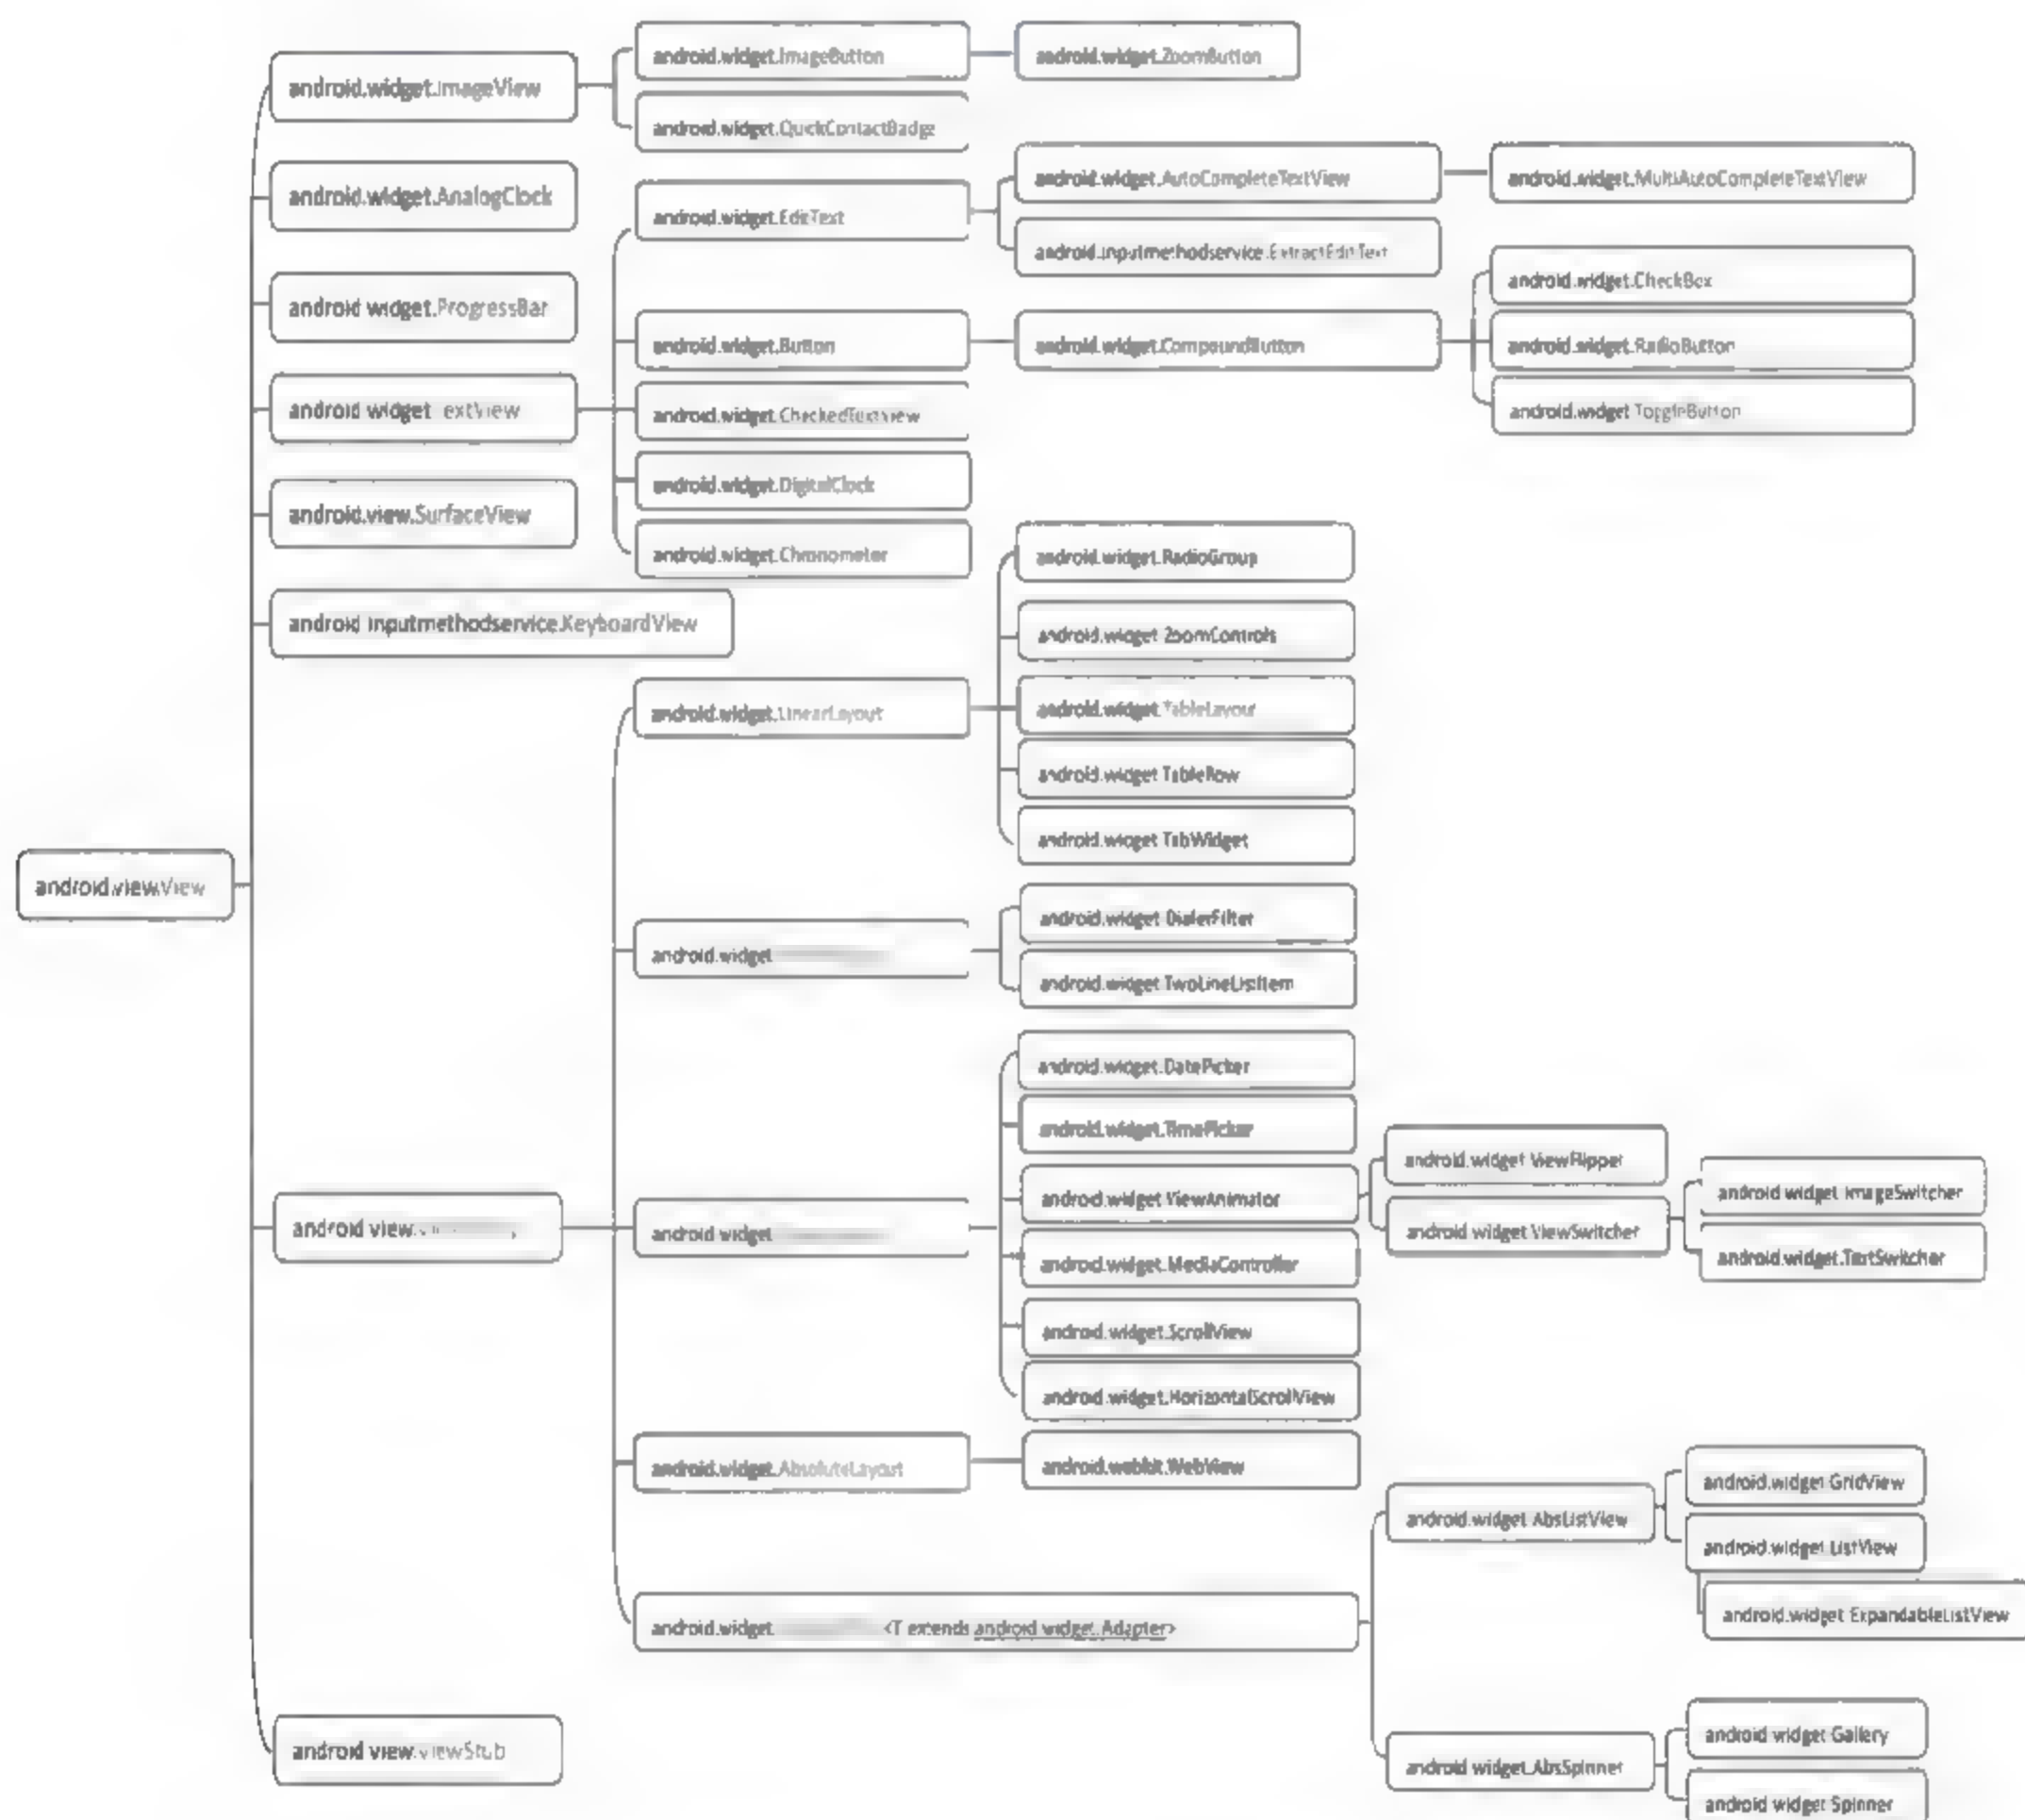 android.widget.ImageButton
android.widget.ZoomButton
android.widget.ImageView
android.widget.QuickContactBadge
android.widget.AutoCompleteTextView
android.widget.MultiAutoCompleteTextView
android.widget.AnalogClock
android.widget.EditText
android.inputmethodservice.ExtractEditText
android.widget.CheckBox
android.widget.ProgressBar
android.widget.Button
android.widget.CompoundButton
android.widget.RadioButton
android.widget extView
android.widget.CheckedTextView
android.widget.ToggleButton
android.widget.DigitalClock
android.view.SurfaceView
android.widget.Chronometer
android.widget.RadioGroup
android.inputmethodservice.KeyboardView
android.widget.ZoomControls
android.widget.LinearLayout
android.widget.TableLayout
android.widget.TableRow
android.widget.TabWidget
android.view.View
android.widget.DialerFilter
android.widget
android.widget.TwoLineListItem
android.widget.DatePicker
android.widget.TimePicker
android.widget.ViewFlipper
android.widget.ViewAnimator
android.widget.ImageSwitcher
android.view.
android.widget
android.widget.ViewSwitcher
android.widget.MediaController
android.widget.TextSwitcher
android.widget.ScrollView
android.widget.HorizontalScrollView
android.widget.AbsoluteLayout
android.webkit.WebView
android.widget.GridView
android.widget.AbsListView
android.widget.ListView
android.widget.ExpandableListView
android.widget. <T extends android.widget.Adapter>
android.widget.Gallery
android.view.ViewStub
android.widget.AbsSpinner
android.widget.Spinner